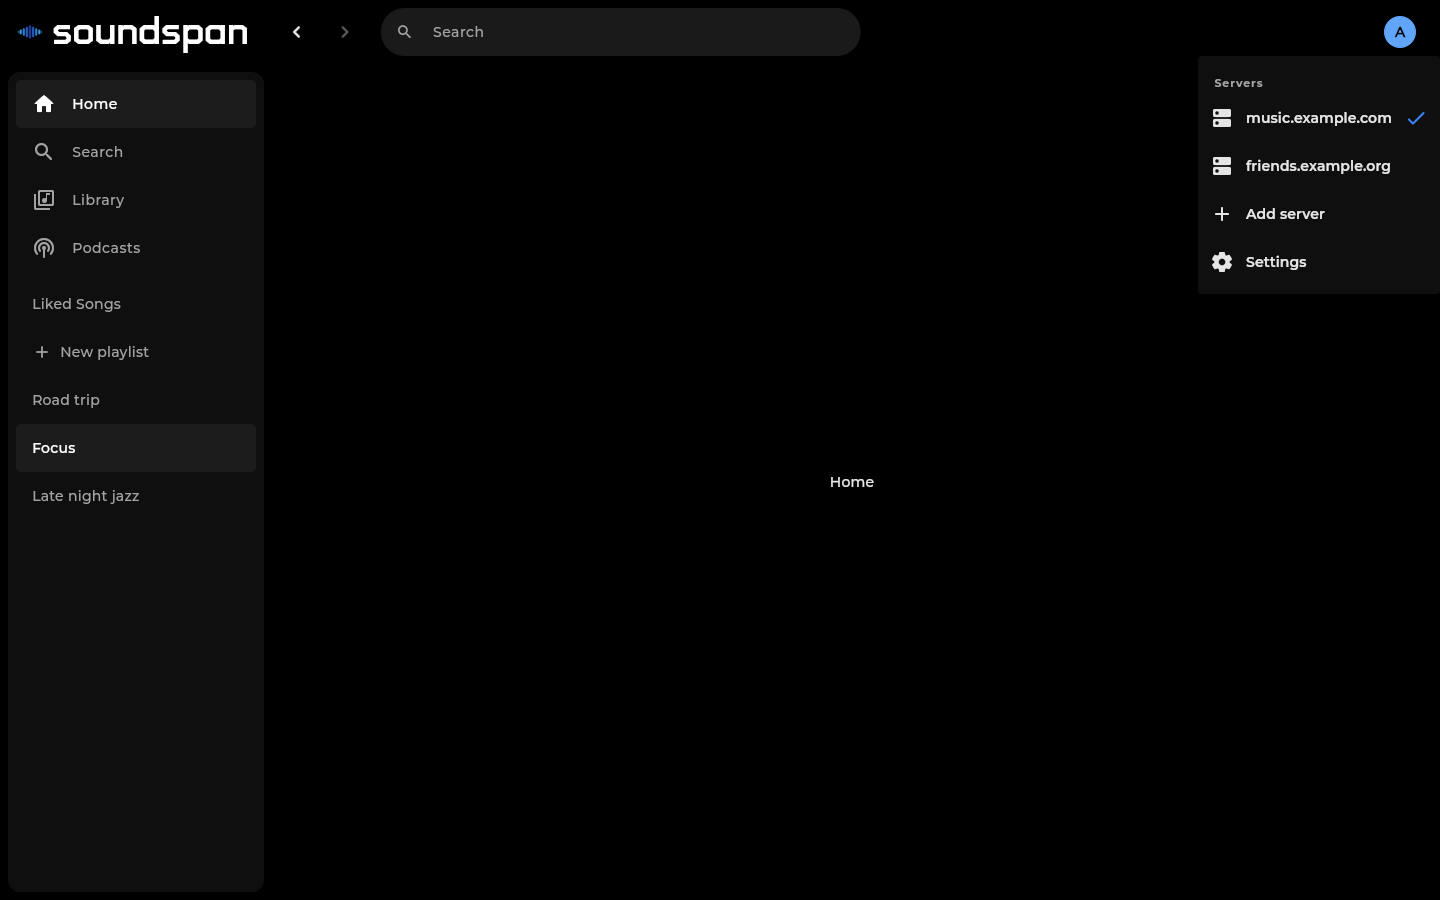 soundspan
Search
A
Servers
music.example.com
friends.example.org
Add server
Settings
Home
Search
Library
Podcasts
Liked Songs
New playlist
Road trip
Focus
Late night jazz
Home